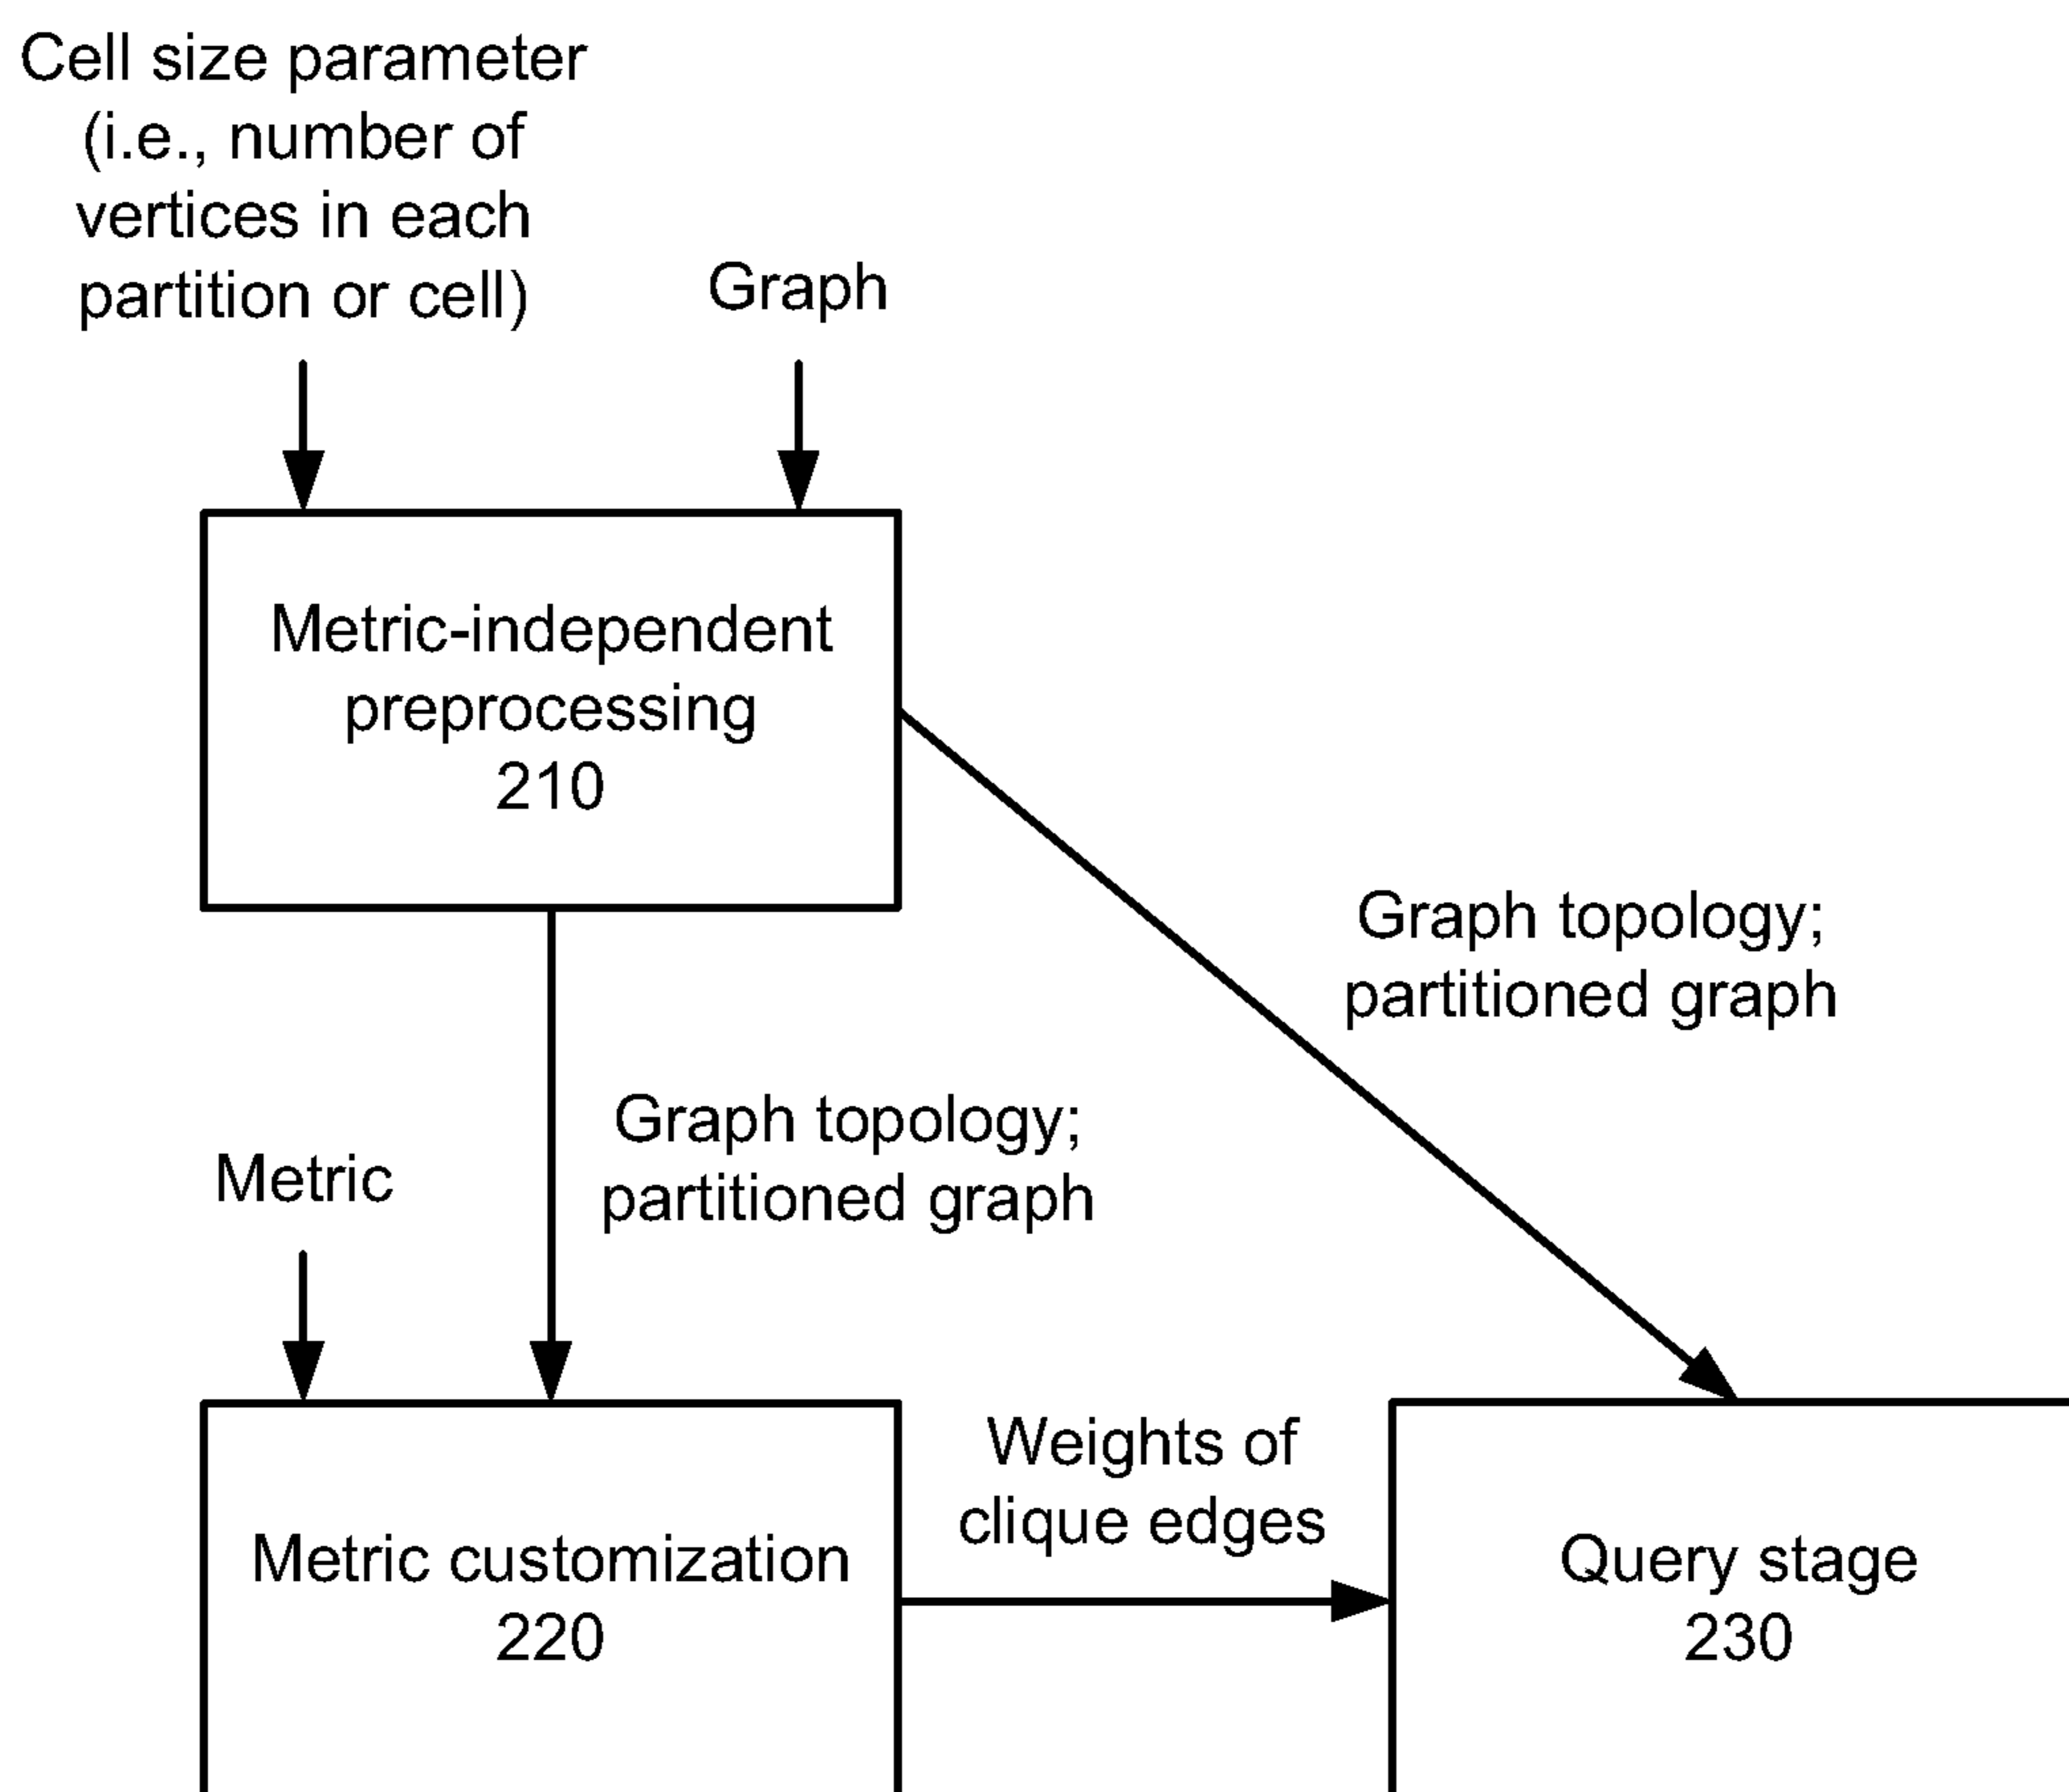 Cell size parameter
(i.e., number of
vertices in each
partition or cell)
Graph
Metric-independent
preprocessing
210
Graph topology;
partitioned graph
Graph topology;
partitioned graph
Metric
Weights of
clique edges
Metric customization
220
Query stage
230